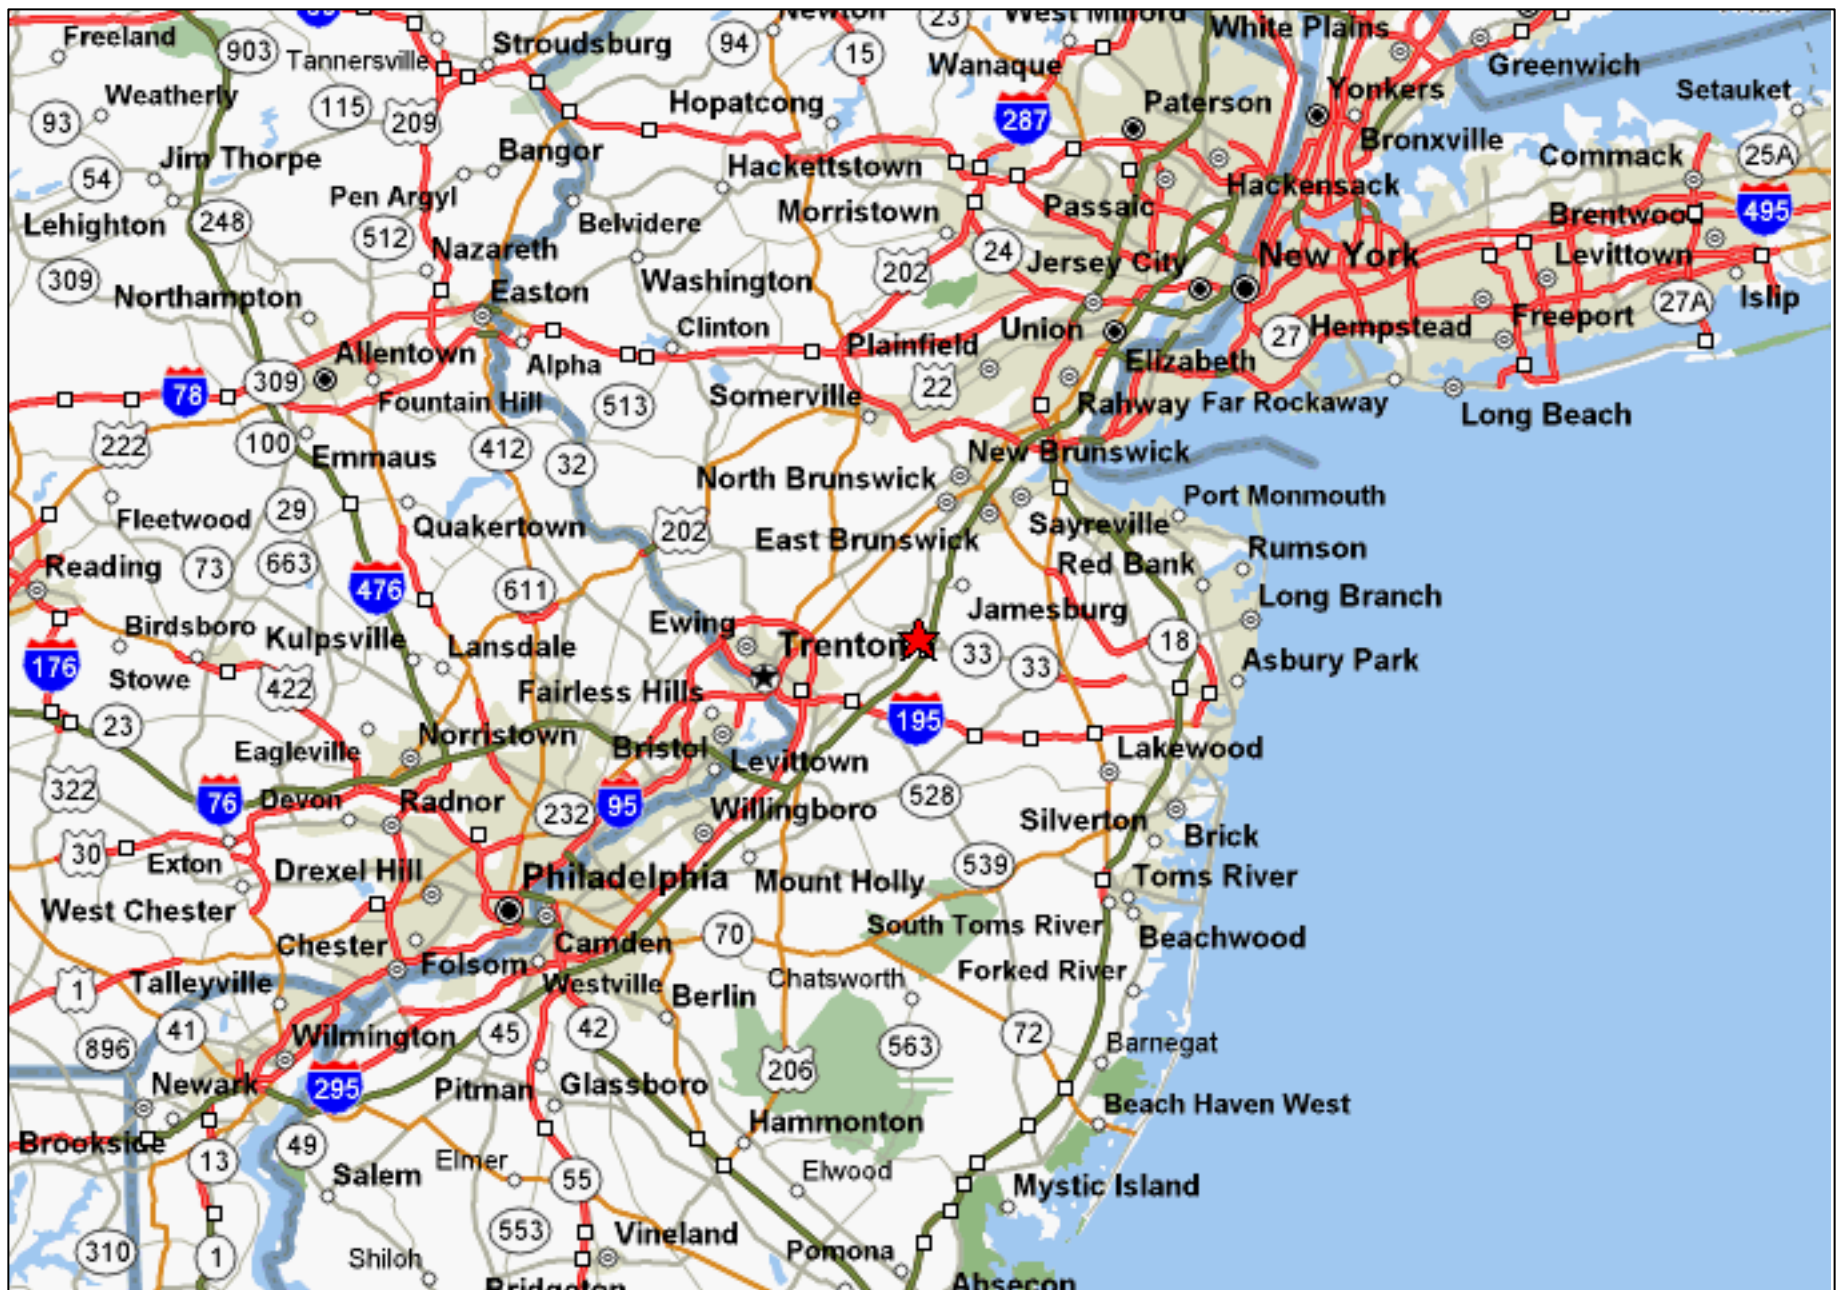 Newton
23
West Milford
White Plains
Freeland
903
Stroudsburg
94
15
Tannersville
Wanaque
Greenwich
Weatherly
115
209
Hopatcong
287
Paterson
Yonkers
Setauket
93
Bronxville
Jim Thorpe
Bangor
Hackettstown
Commack
25A
54
Pen Argyl
Hackensack
Lehighton
248
Belvidere
Morristown
Passaic
Brentwood
495
512
Nazareth
24
New York
Levittown
309
Washington
202
Jersey City
Northampton
Easton
27A
Islip
Clinton
Union
27
Hempstead
Freeport
Allentown
Alpha
Plainfield
Elizabeth
78
309
22
Fountain Hill
513
Somerville
Rahway
Far Rockaway
Long Beach
222
100
Emmaus
412
32
New Brunswick
North Brunswick
Port Monmouth
Fleetwood
29
Quakertown
202
East Brunswick
Sayreville
Rumson
Reading
73
663
476
611
Red Bank
Long Branch
Birdsboro
Kulpsville
Ewing
Jamesburg
176
Lansdale
Trenton
33
33
18
Asbury Park
Stowe
422
Fairless Hills
195
23
Norristown
Eagleville
Bristol
Levittown
Lakewood
322
76
Devon
Radnor
232
95
Willingboro
528
Silverton
Brick
30
Exton
Drexel Hill
Philadelphia
Mount Holly
539
Toms River
West Chester
70
South Toms River
Beachwood
Chester
Camden
Folsom
1
Talleyville
Westville
Chatsworth
Forked River
Berlin
41
Wilmington
45
42
563
72
Barnegat
896
Newark
295
Pitman
Glassboro
206
Beach Haven West
Hammonton
Brookside
13
49
Salem
Elmer
55
Elwood
Mystic Island
310
1
553
Vineland
Shiloh
Pomona
Bridgeton
Absecon